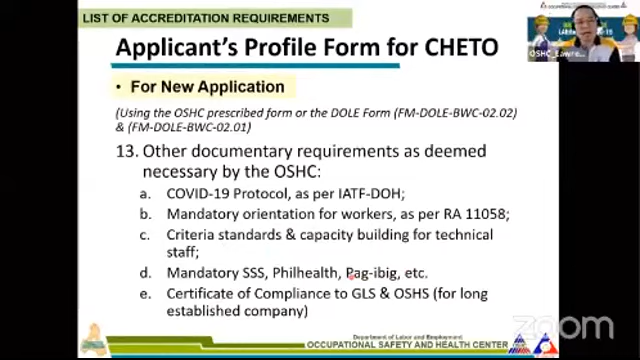 LIST OF ACCREDITATION REQUIREMENTS
Applicant's Profile Form for CHETO
• For New Application
(Using the OSHC prescribed form or the DOLE Form (FM-DOLE-BWC-02.02)
& (FM-DOLE-BWC-02.01)
13. Other documentary requirements as deemed
necessary by the OSHC:
a. COVID-19 Protocol, as per IATF-DOH;
b. Mandatory orientation for workers, as per RA 11058;
c. Criteria standards & capacity building for technical
staff;
d. Mandatory SSS, Philhealth, Pag-ibig, etc.
e. Certificate of Compliance to GLS & OSHS (for long
established company)
Department of Labor and Employment
OCCUPATIONAL SAFETY AND HEALTH CENTER
zoom